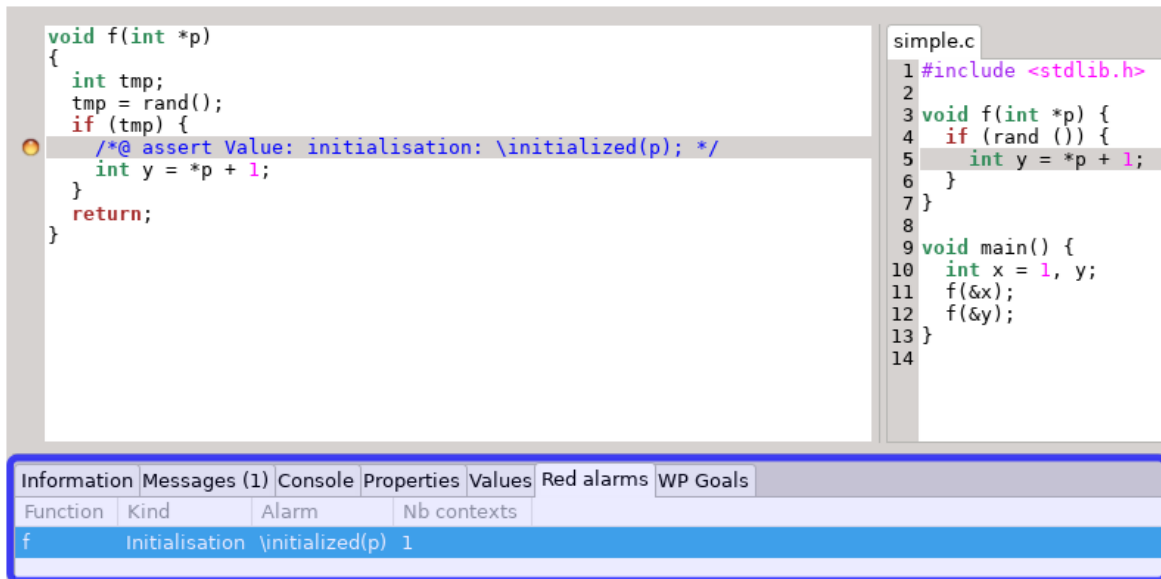 void f(int *p)
{
  int tmp;
  tmp = rand();
  if (tmp) {
    /*@ assert Value: initialisation: \initialized(p); */
    int y = *p + 1;
  }
  return;
}
simple.c
1 #include <stdlib.h>
2
3 void f(int *p) {
4   if (rand ()) {
5     int y = *p + 1;
6   }
7 }
8
9 void main() {
10   int x = 1, y;
11   f(&x);
12   f(&y);
13 }
14
Information Messages (1) Console Properties Values Red alarms WP Goals
Function Kind Alarm Nb contexts
f Initialisation \initialized(p) 1